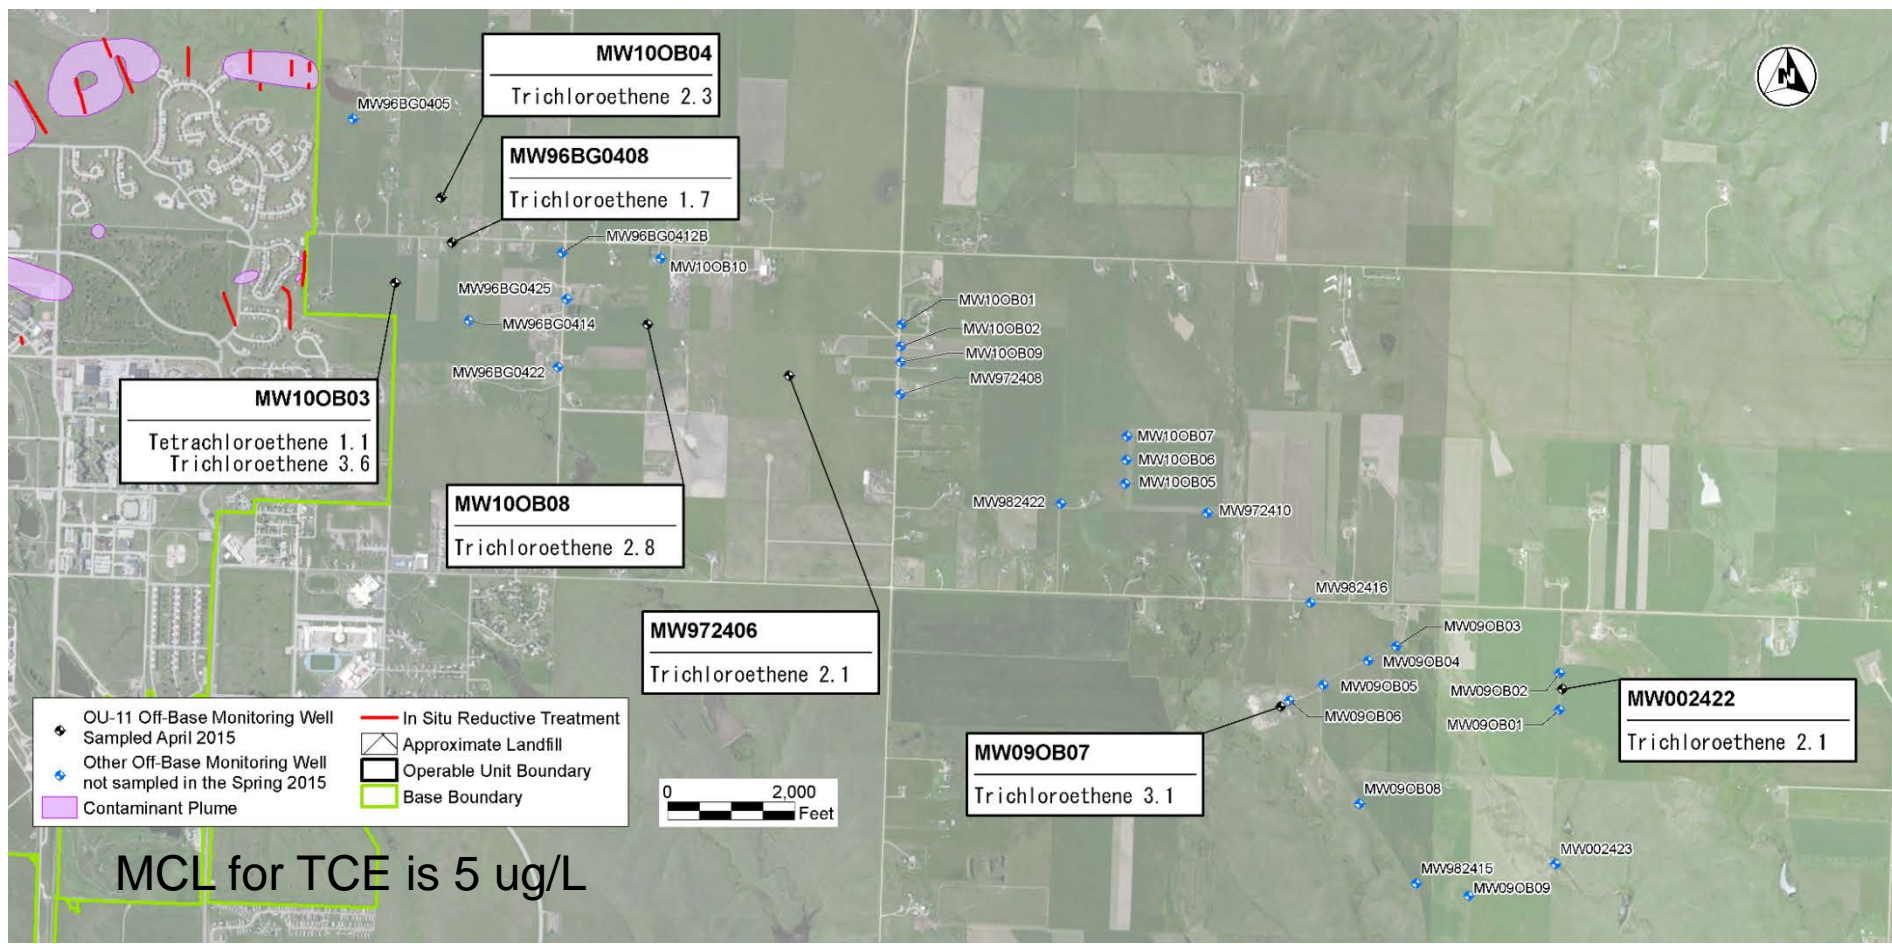 MW10OB04
Trichloroethene 2.3
N
MW96BG0405
MW96BG0408
Trichloroethene 1.7
MW96BG0412B
MW10OB10
MW96BG0425
MW96BG0414
MW96BG0422
MW10OB01
MW10OB02
MW10OB09
MW972408
MW10OB03
Tetrachloroethene 1.1
Trichloroethene 3.6
MW10OB07
MW10OB06
MW10OB05
MW982422
MW972410
MW10OB08
Trichloroethene 2.8
MW982416
MW972406
Trichloroethene 2.1
MW09OB03
MW09OB04
MW09OB05
MW09OB06
MW09OB02
MW09OB01
MW002422
Trichloroethene 2.1
MW09OB07
Trichloroethene 3.1
MW09OB08
MW002423
MW982415
MW09OB09
OU-11 Off-Base Monitoring Well
Sampled April 2015
Other Off-Base Monitoring Well
not sampled in the Spring 2015
Contaminant Plume
In Situ Reductive Treatment
Approximate Landfill
Operable Unit Boundary
Base Boundary
0 2,000
Feet
MCL for TCE is 5 ug/L